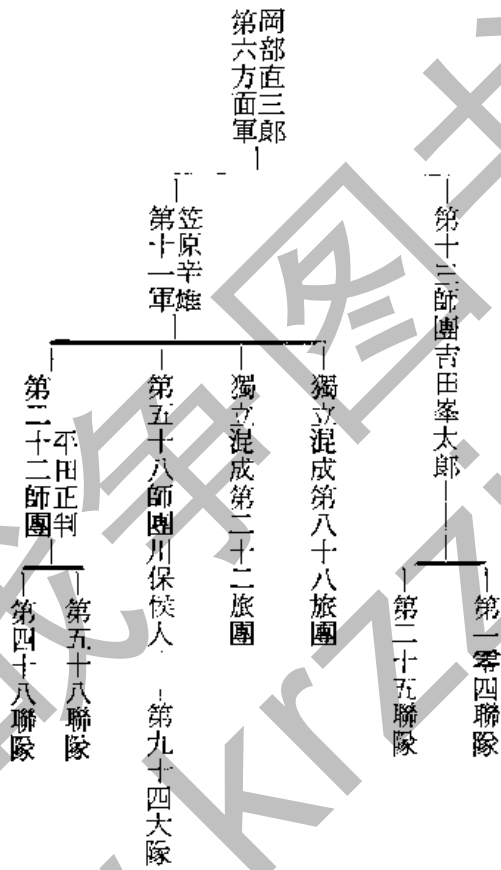 第六方面軍
岡部直三郎
第十三師團吉田峯太郎
第一零四聯隊
第二十五聯隊
第十一軍
笠原幸雄
獨立混成第八十八旅團
獨立混成第二十二旅團
第五十八師團川保候人
第九十四大隊
第二十二師團
平田正判
第五十八聯隊
第四十八聯隊
战争图
krzz